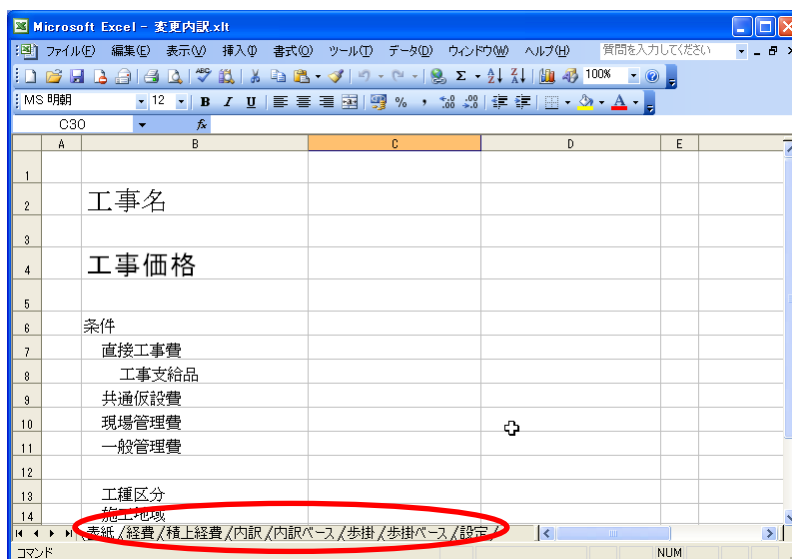 Microsoft Excel - 変更内訳.xlt
ファイル(F) 編集(E) 表示(V) 挿入(I) 書式(O) ツール(T) データ(D) ウィンドウ(W) ヘルプ(H) 質問を入力してください
100%
MS 明朝 12 B I U
C30 fx
A B C D E
1
2 工事名
3
4 工事価格
5
6 条件
7 直接工事費
8 工事支給品
9 共通仮設費
10 現場管理費
11 一般管理費
12
13 工種区分
14 施工地域
表紙 / 経費 / 積上経費 / 内訳 / 内訳ベース / 歩掛 / 歩掛ベース / 設定 /
コマンド NUM